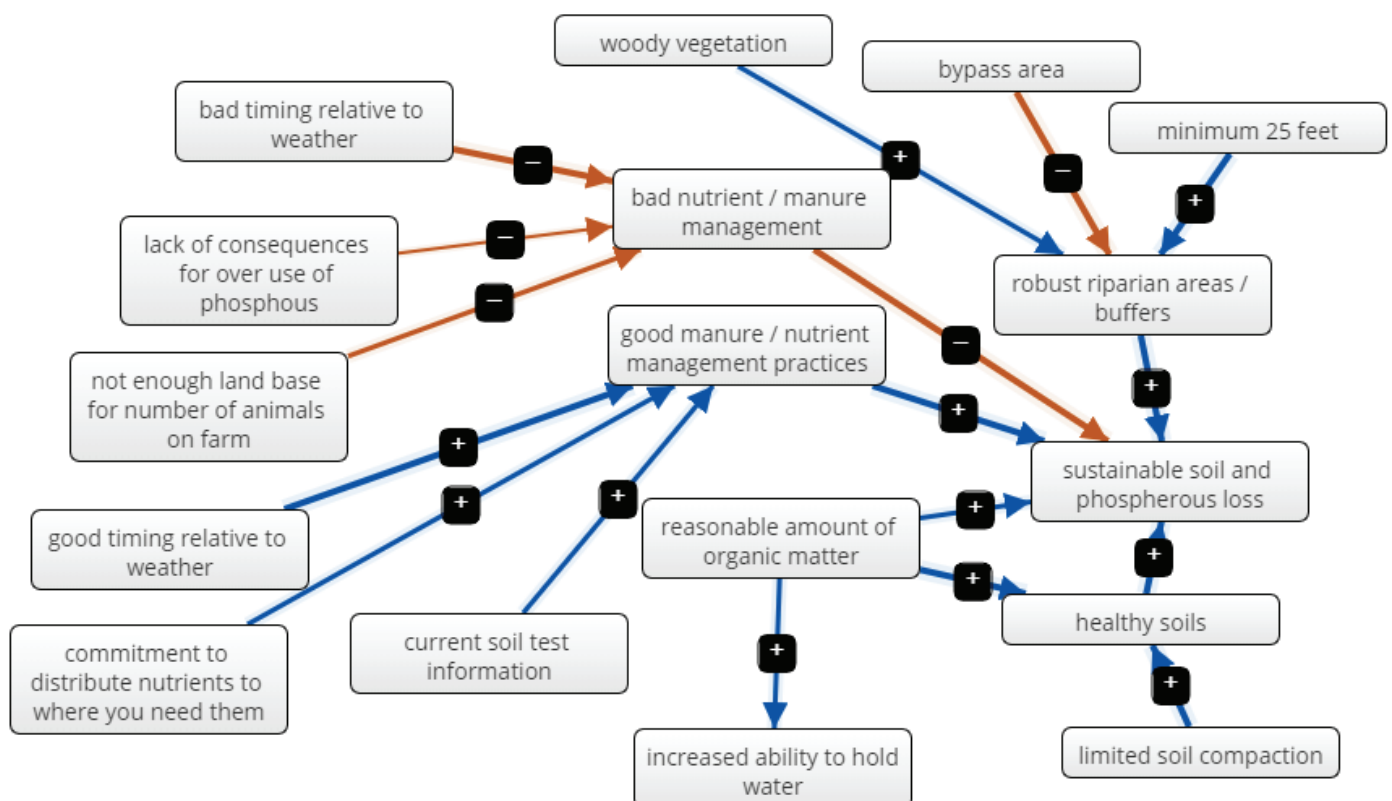 woody vegetation
bypass area
minimum 25 feet
bad timing relative to
weather
bad nutrient / manure
management
lack of consequences
for over use of
phosphous
robust riparian areas /
buffers
good manure / nutrient
management practices
not enough land base
for number of animals
on farm
sustainable soil and
phospherous loss
good timing relative to
weather
reasonable amount of
organic matter
healthy soils
commitment to
distribute nutrients to
where you need them
current soil test
information
increased ability to hold
water
limited soil compaction
−
−
−
+
−
+
−
+
+
+
+
+
+
+
+
+
+